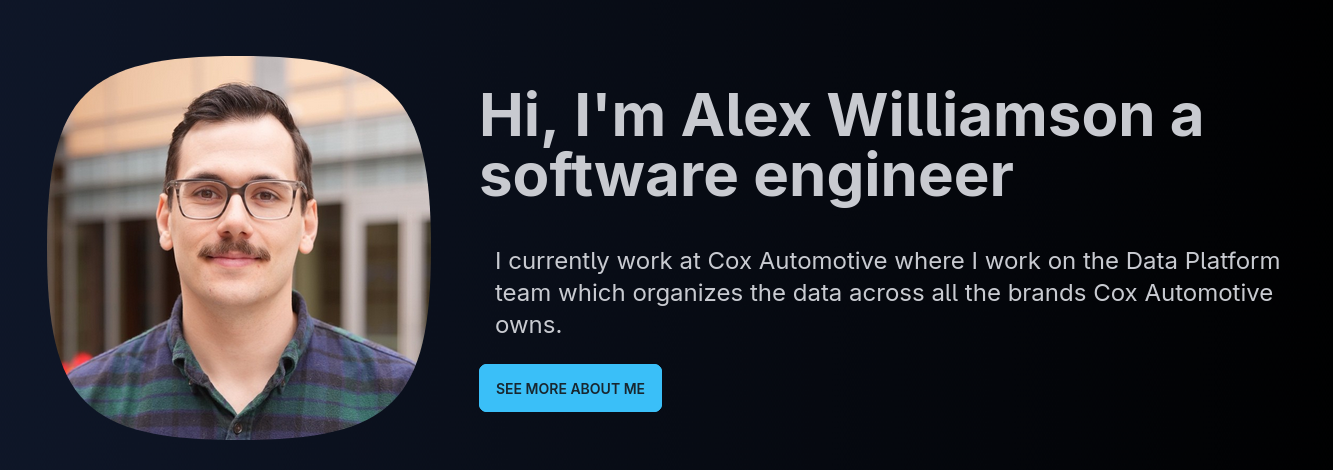 Hi, I'm Alex Williamson a
software engineer
I currently work at Cox Automotive where I work on the Data Platform
team which organizes the data across all the brands Cox Automotive
owns.
SEE MORE ABOUT ME